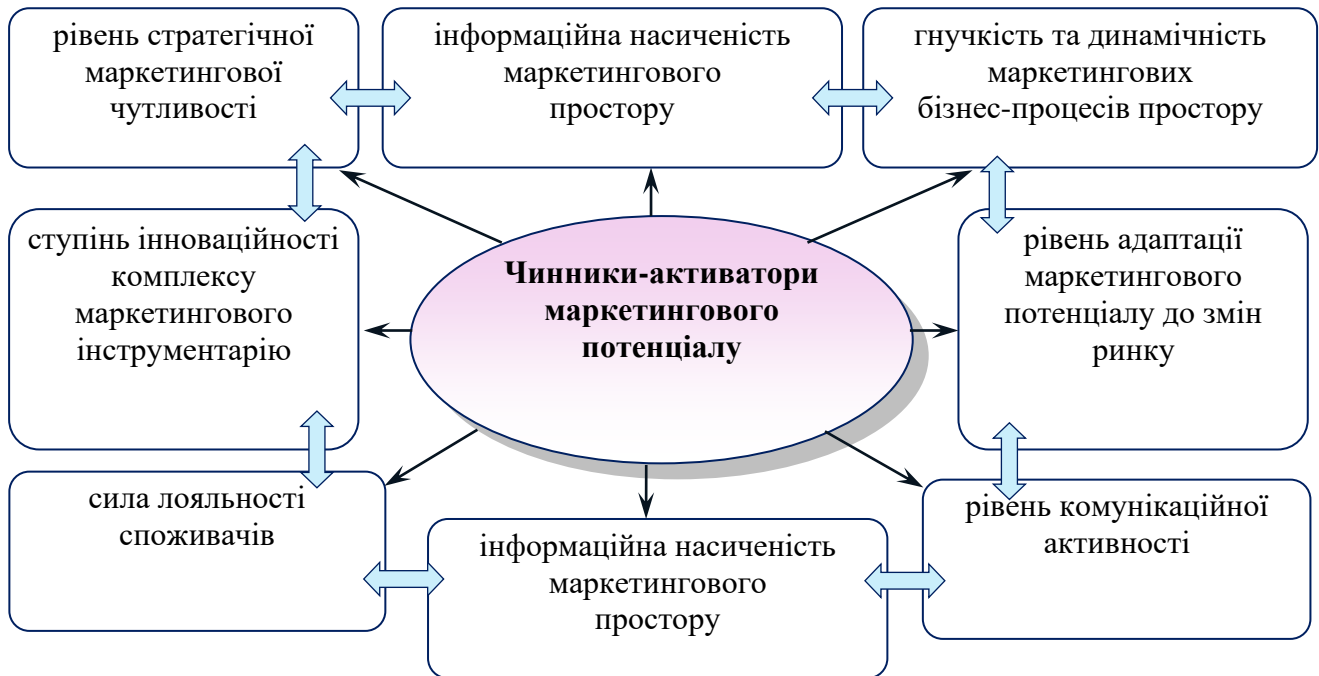 рівень стратегічної
маркетингової
чутливості
інформаційна насиченість
маркетингового
простору
гнучкість та динамічність
маркетингових
бізнес-процесів простору
ступінь інноваційності
комплексу
маркетингового
інструментарію
Чинники-активатори
маркетингового
потенціалу
рівень адаптації
маркетингового
потенціалу до змін
ринку
сила лояльності
споживачів
інформаційна насиченість
маркетингового
простору
рівень комунікаційної
активності